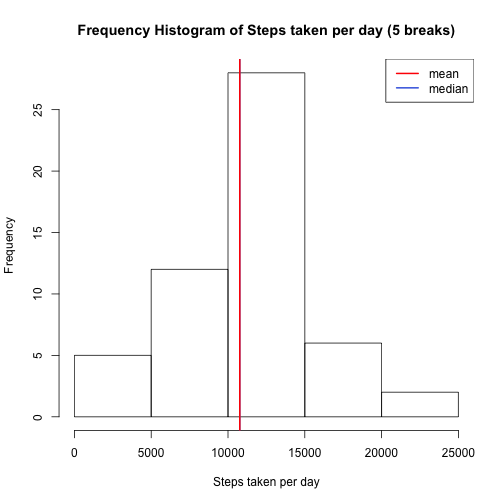 Frequency Histogram of Steps taken per day (5 breaks)
mean
median
Frequency
25
20
15
10
5
0
0 5000 10000 15000 20000 25000
Steps taken per day